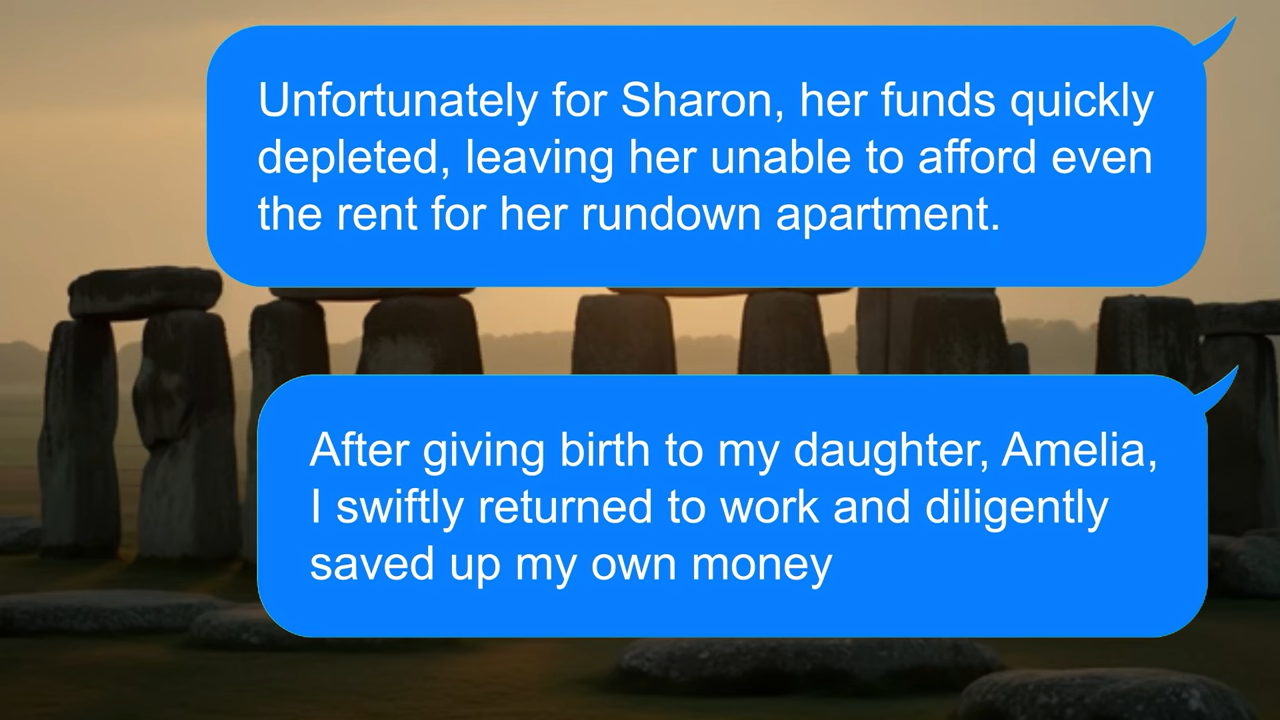 Unfortunately for Sharon, her funds quickly
depleted, leaving her unable to afford even
the rent for her rundown apartment.
After giving birth to my daughter, Amelia,
I swiftly returned to work and diligently
saved up my own money